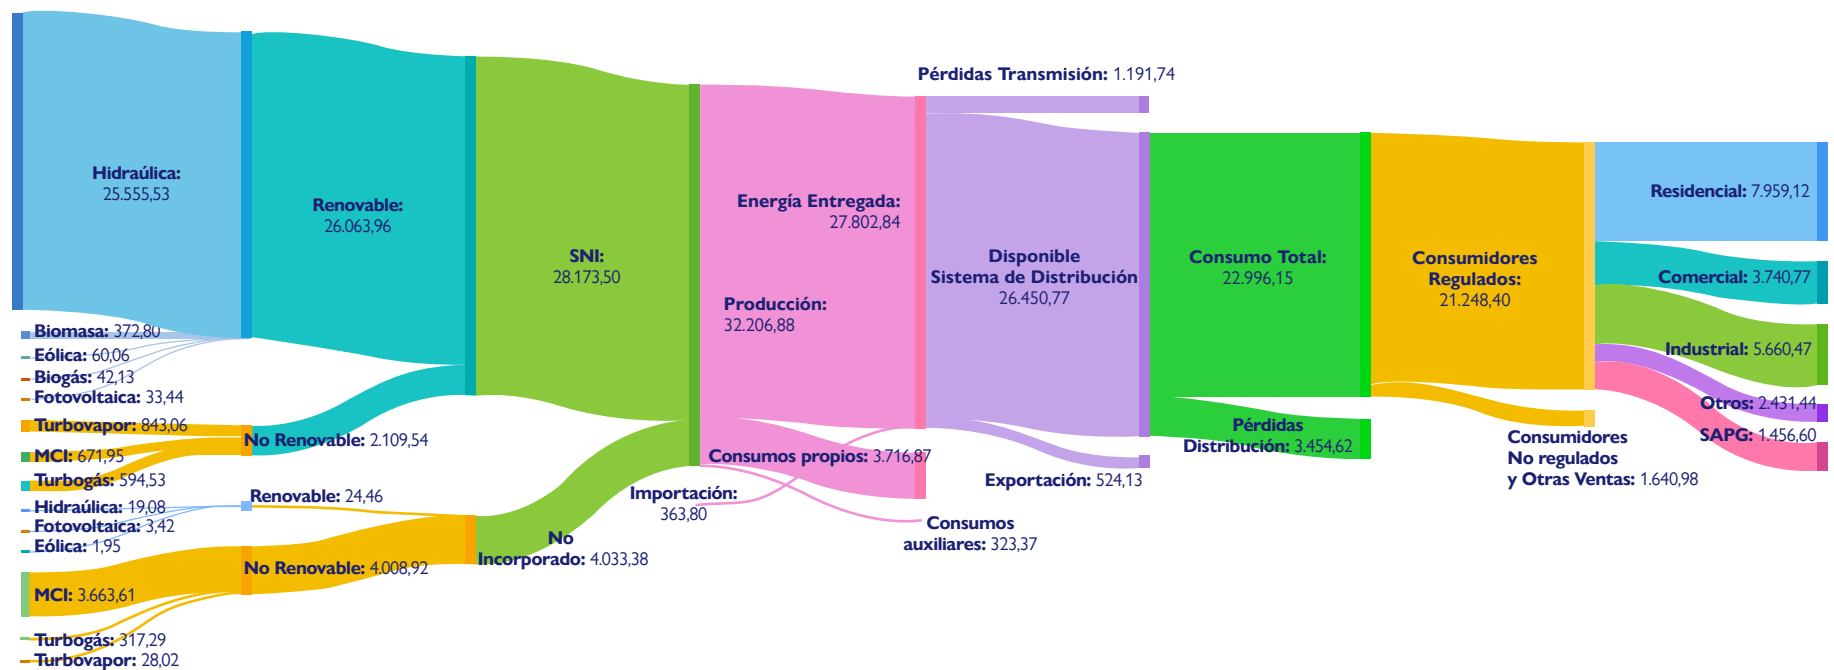 Hidraúlica:
25.555,53
Biomasa: 372,80
Eólica: 60,06
Biogás: 42,13
Fotovoltaica: 33,44
Turbovapor: 843,06
MCI: 671,95
Turbogás: 594,53
Hidraúlica: 19,08
Fotovoltaica: 3,42
Eólica: 1,95
MCI: 3.663,61
Turbogás: 317,29
Turbovapor: 28,02
Renovable:
26.063,96
No Renovable: 2.109,54
Renovable: 24,46
No Renovable: 4.008,92
SNI:
28.173,50
No
Incorporado: 4.033,38
Energía Entregada:
27.802,84
Producción:
32.206,88
Consumos propios: 3.716,87
Importación:
363,80
Consumos
auxiliares: 323,37
Pérdidas Transmisión: 1.191,74
Disponible
Sistema de Distribución
26.450,77
Exportación: 524,13
Consumo Total:
22.996,15
Pérdidas
Distribución: 3.454,62
Consumidores
Regulados:
21.248,40
Consumidores
No regulados
y Otras Ventas: 1.640,98
Residencial: 7.959,12
Comercial: 3.740,77
Industrial: 5.660,47
Otros: 2.431,44
SAPG: 1.456,60